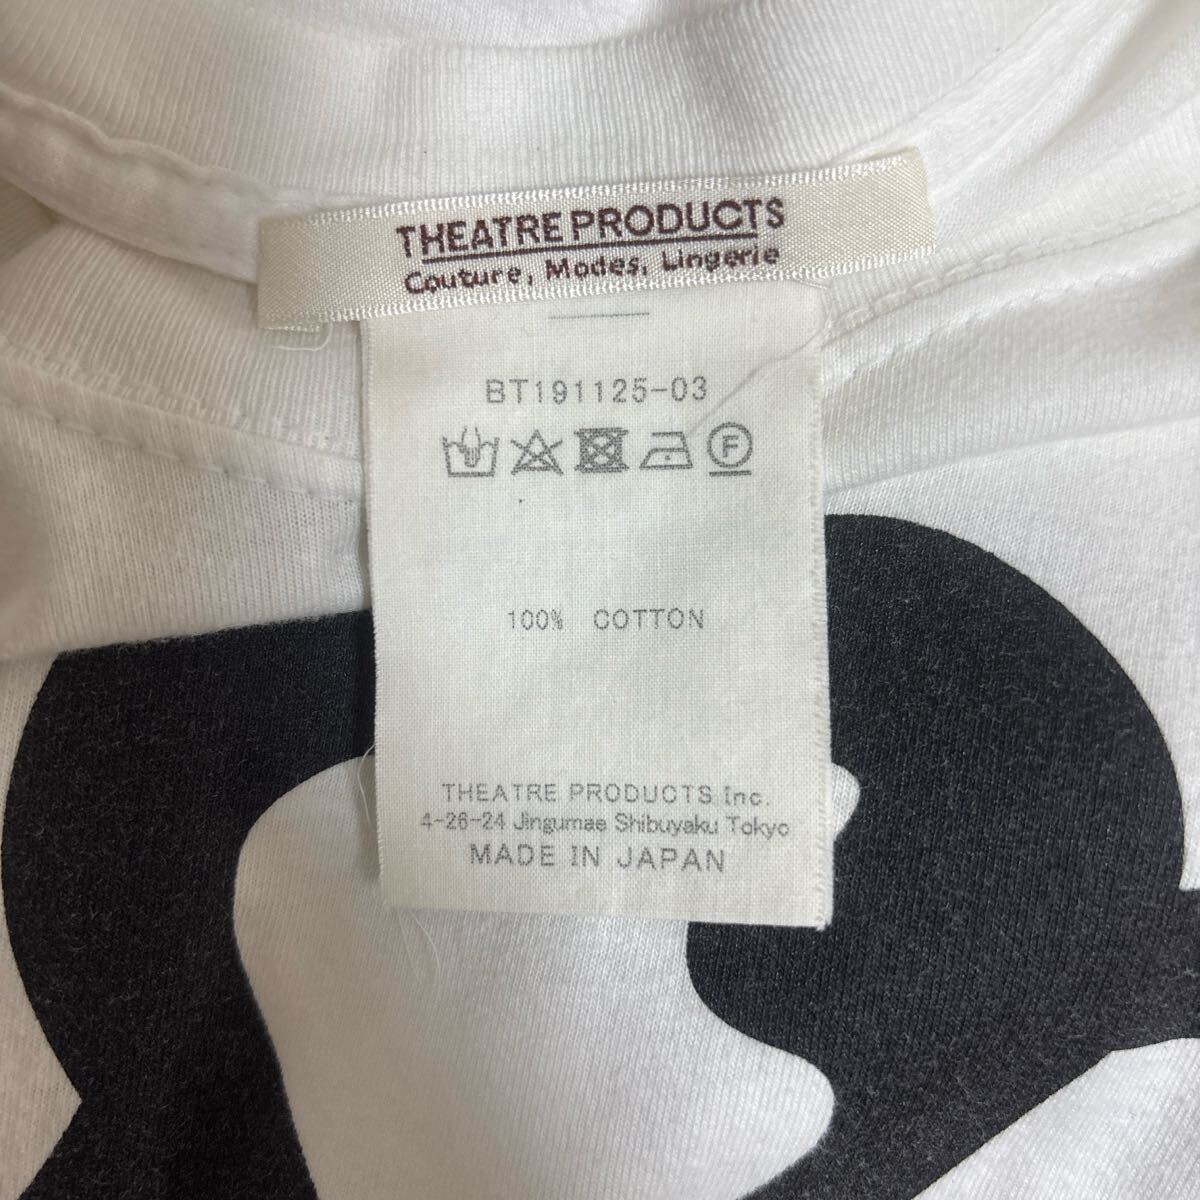 THEATRE PRODUCTS
Couture, Modes, Lingerie
BT191125-03
F
100% COTTON
THEATRE PRODUCTS Inc.
4-26-24 Jingumae Shibuyaku Tokyo
MADE IN JAPAN